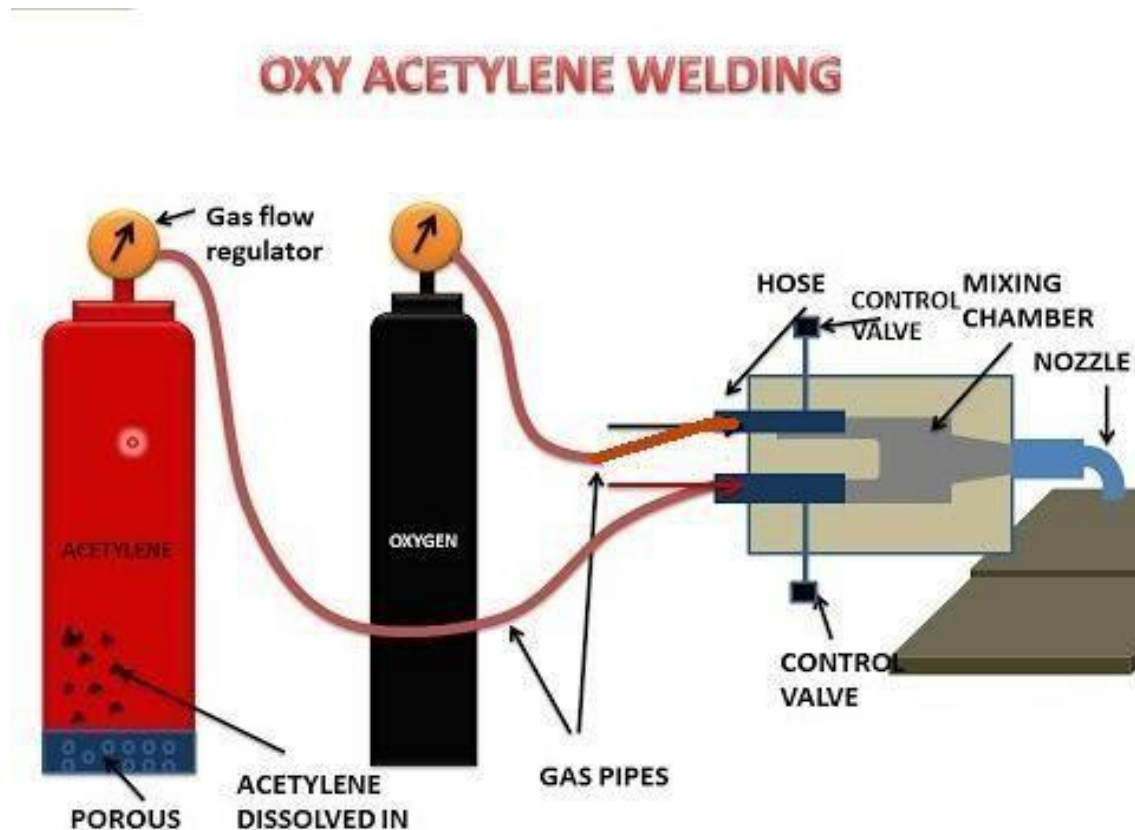 OXY ACETYLENE WELDING
Gas flow
regulator
HOSE
CONTROL
VALVE
MIXING
CHAMBER
NOZZLE
ACETYLENE
OXYGEN
CONTROL
VALVE
GAS PIPES
ACETYLENE
DISSOLVED IN
POROUS